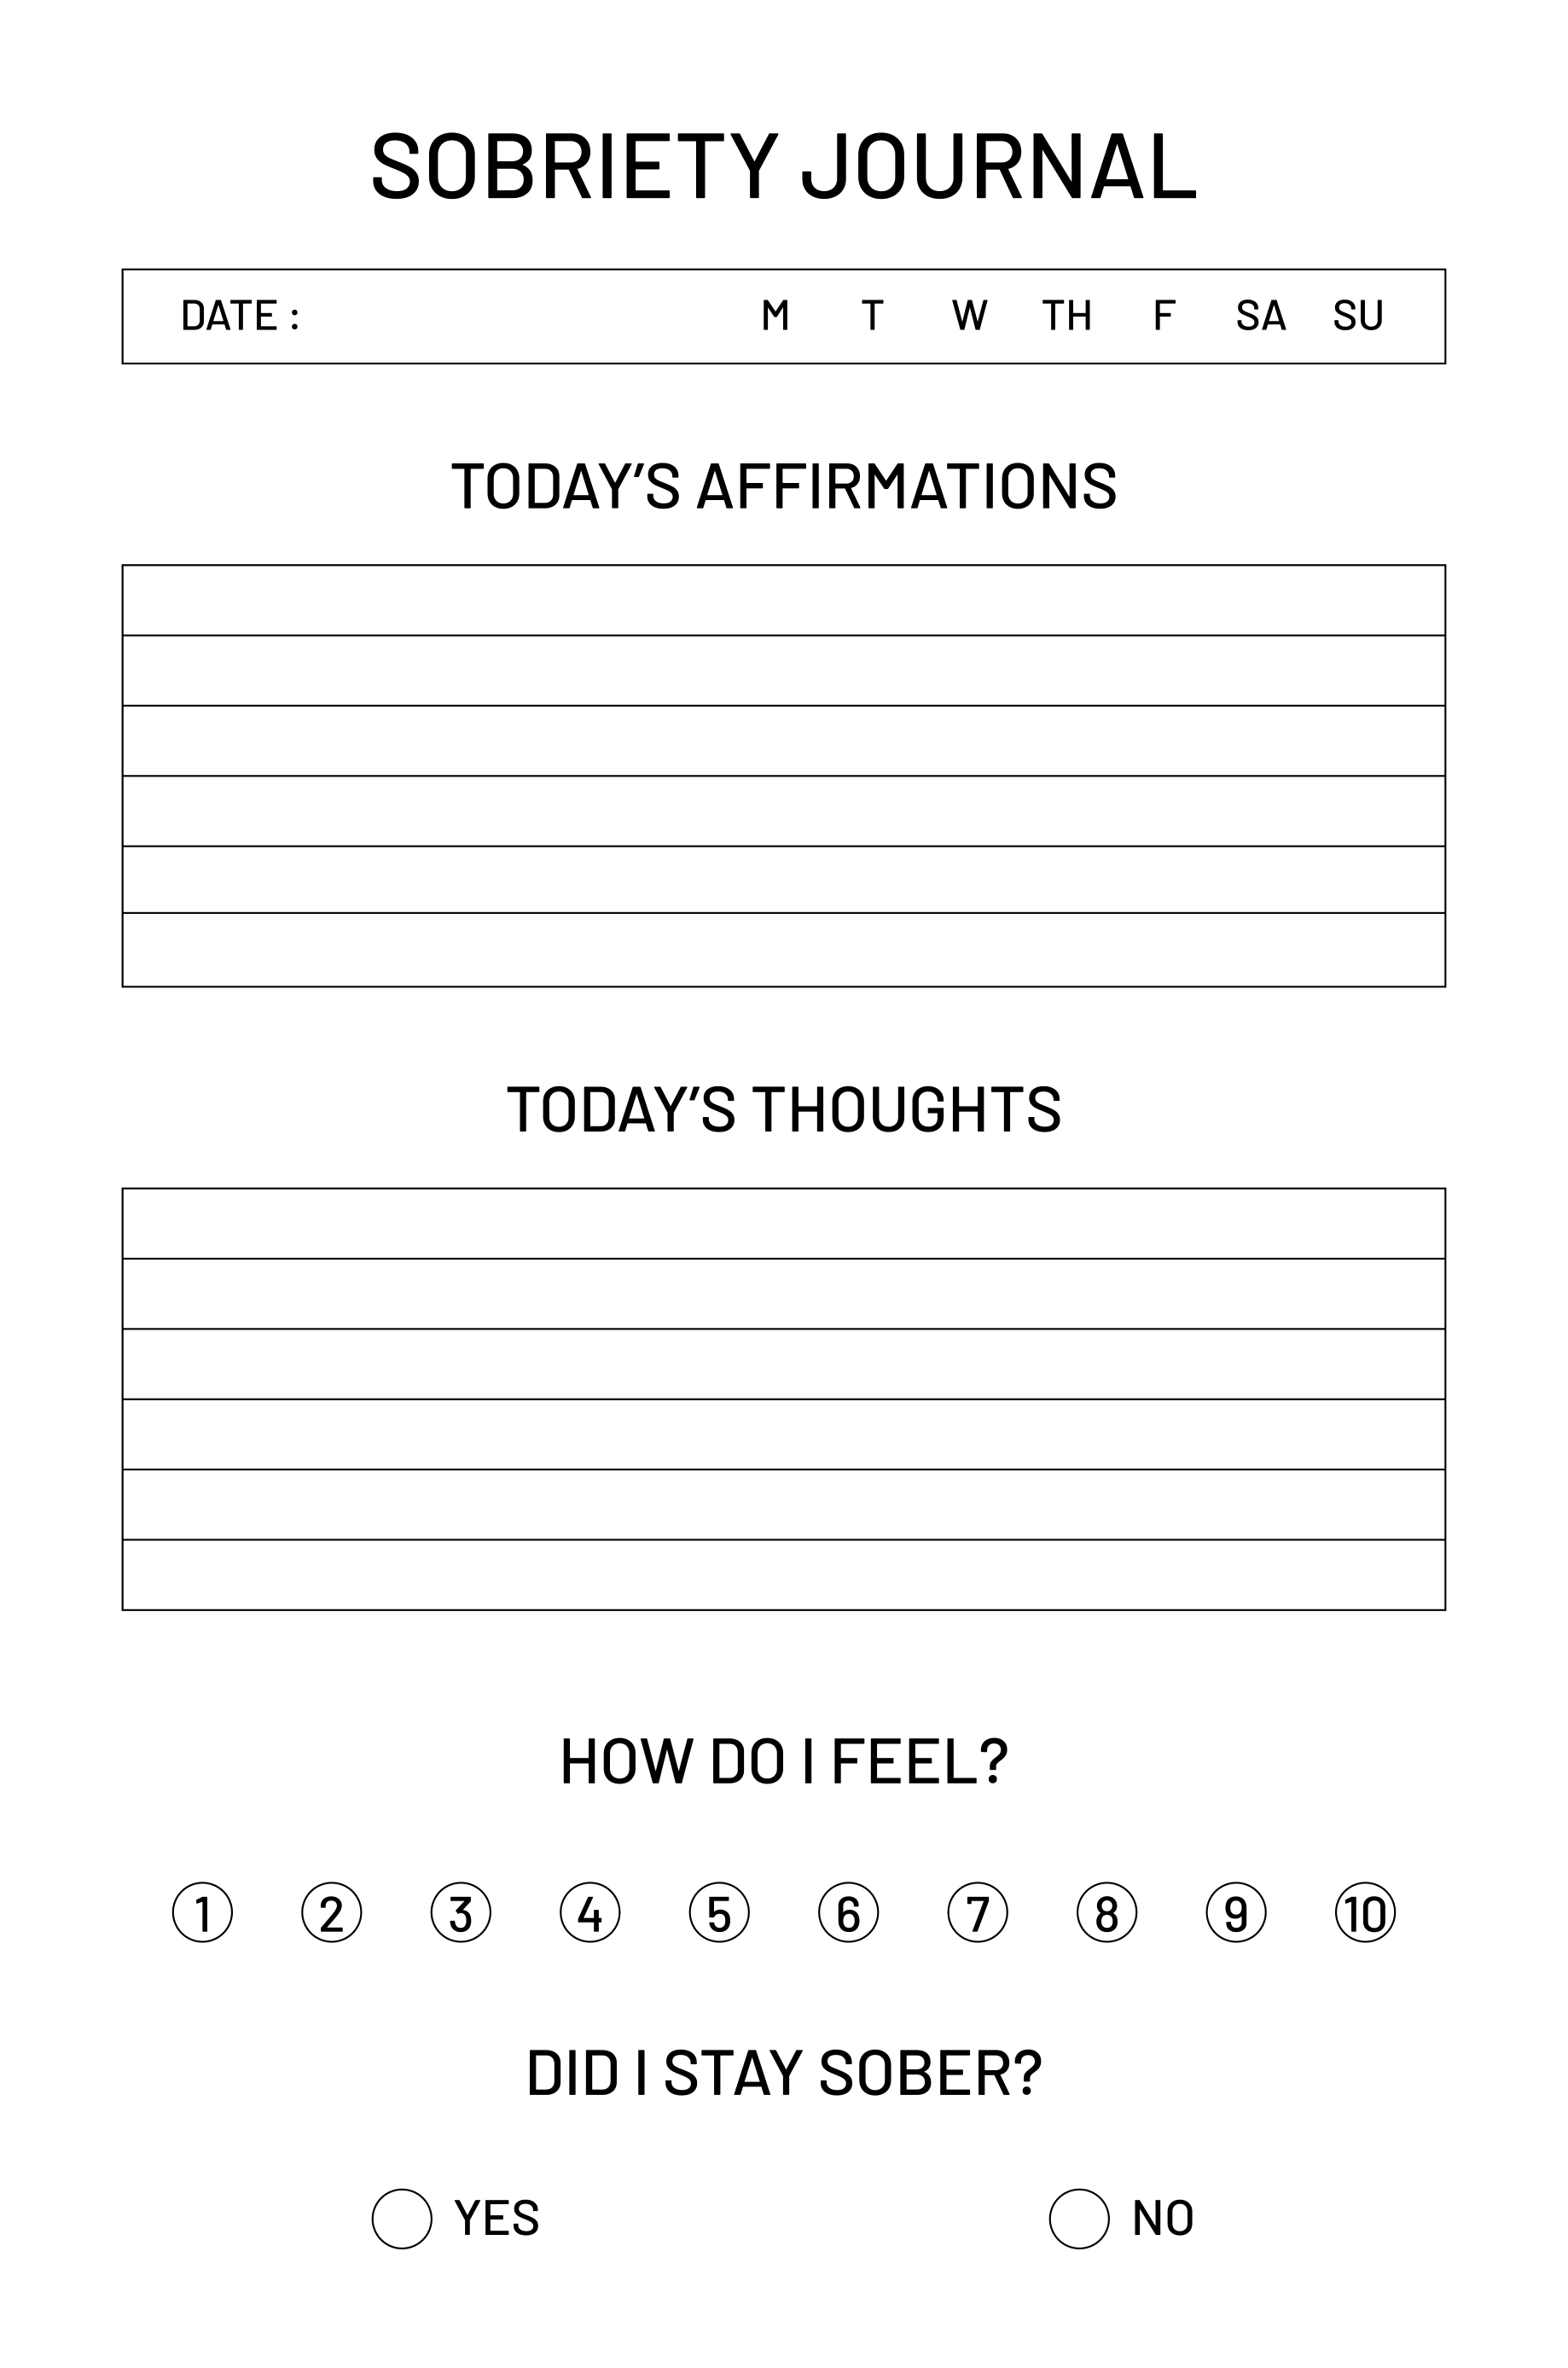 SOBRIETY JOURNAL
DATE : M T W TH F SA SU
TODAY'S AFFIRMATIONS
TODAY'S THOUGHTS
HOW DO I FEEL?
1 2 3 4 5 6 7 8 9 10
DID I STAY SOBER?
YES NO